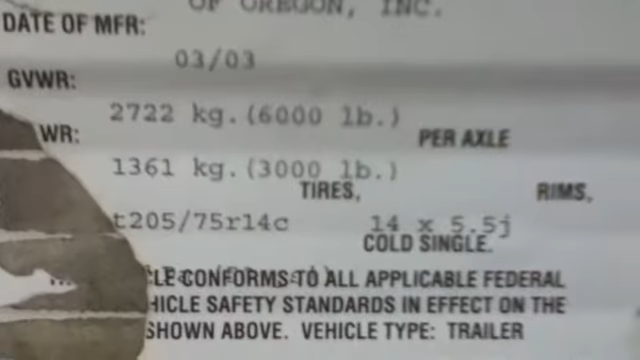 OF OREGON, INC.
DATE OF MFR:
03/03
GVWR:
2722 kg.(6000 lb.)
WR: PER AXLE
1361 kg.(3000 lb.)
TIRES, RIMS,
t205/75r14c 14 x 5.5j
COLD SINGLE.
LE CONFORMS TO ALL APPLICABLE FEDERAL
HICLE SAFETY STANDARDS IN EFFECT ON THE
SHOWN ABOVE. VEHICLE TYPE: TRAILER